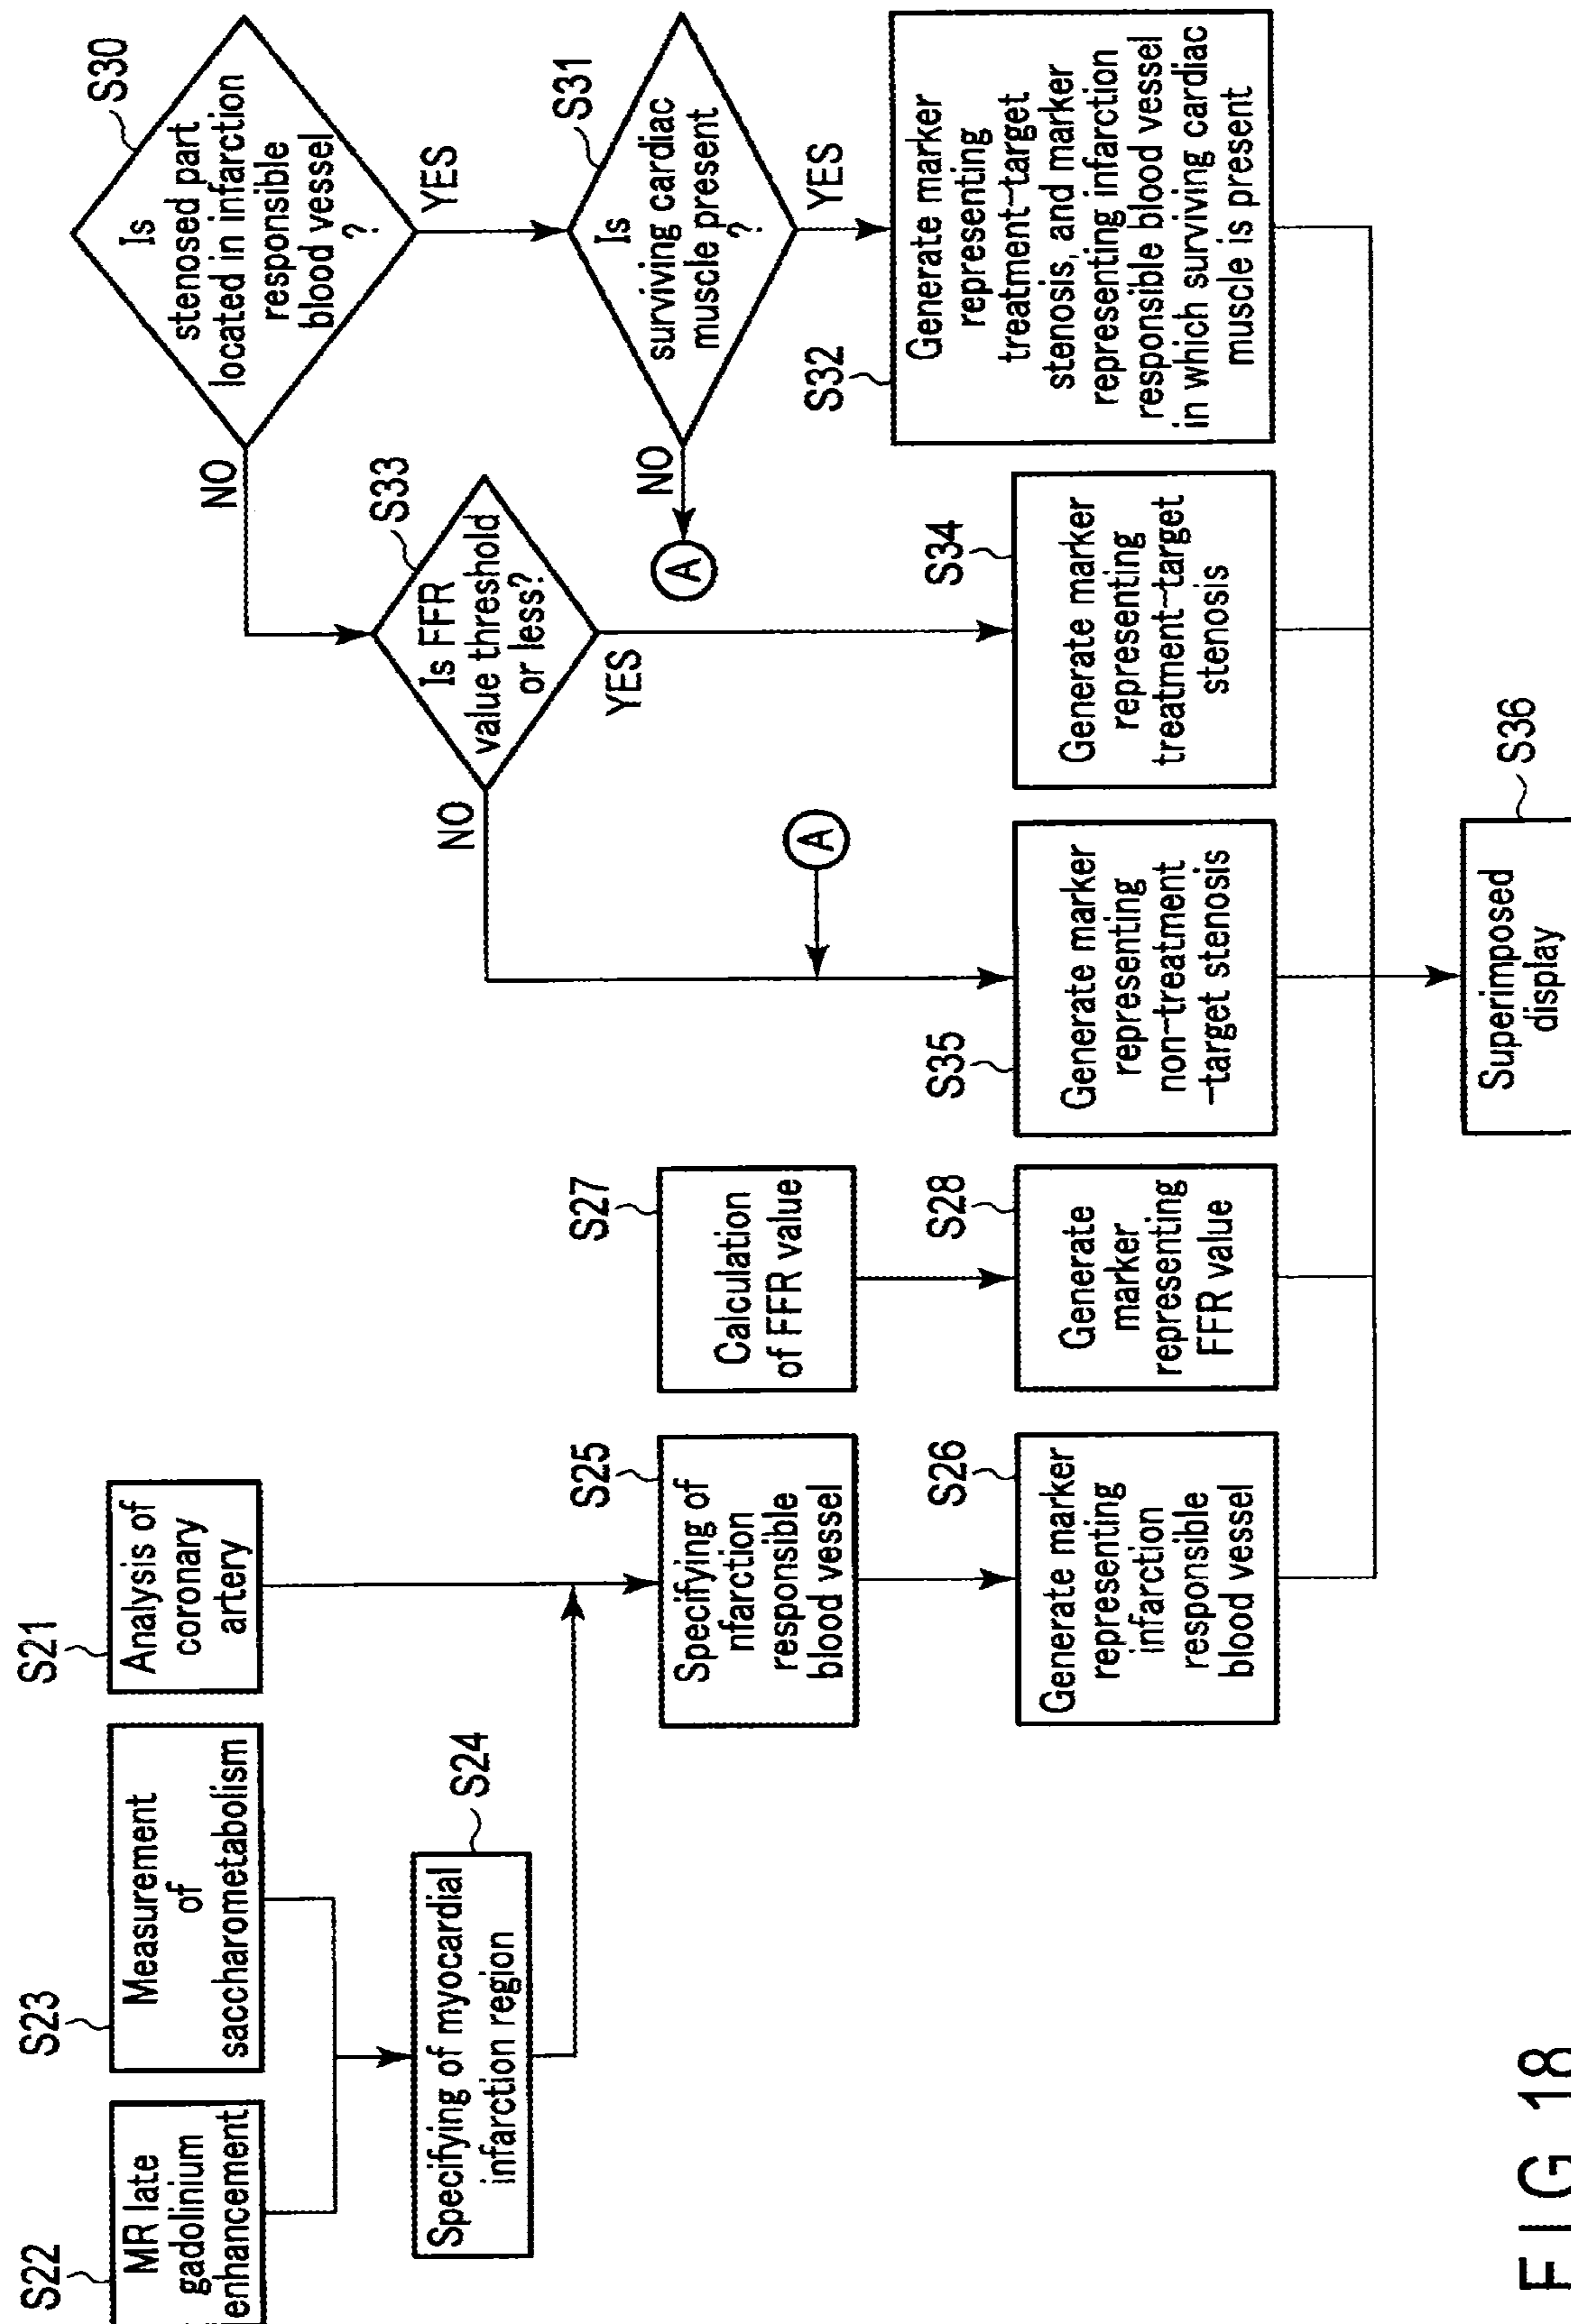 S22
MR late
gadolinium
enhancement
S23
Measurement
of
saccharometabolism
S21
Analysis of
coronary
artery
S24
Specifying of myocardial
infarction region
S25
Specifying of
nfarction
responsible
blood vessel
S27
Calculation
of FFR value
S26
Generate marker
representing
infarction
responsible
blood vessel
S28
Generate
marker
representing
FFR value
S30
Is
stenosed part
located in infarction
responsible
blood vessel
?
NO
YES
S33
Is FFR
value threshold
or less?
NO
YES
S31
Is
surviving cardiac
muscle present
?
NO
YES
A
A
S35
Generate marker
representing
non-treatment
-target stenosis
S34
Generate marker
representing
treatment-target
stenosis
S32
Generate marker
representing
treatment-target
stenosis, and marker
representing infarction
responsible blood vessel
in which surviving cardiac
muscle is present
S36
Superimposed
display
FIG. 18